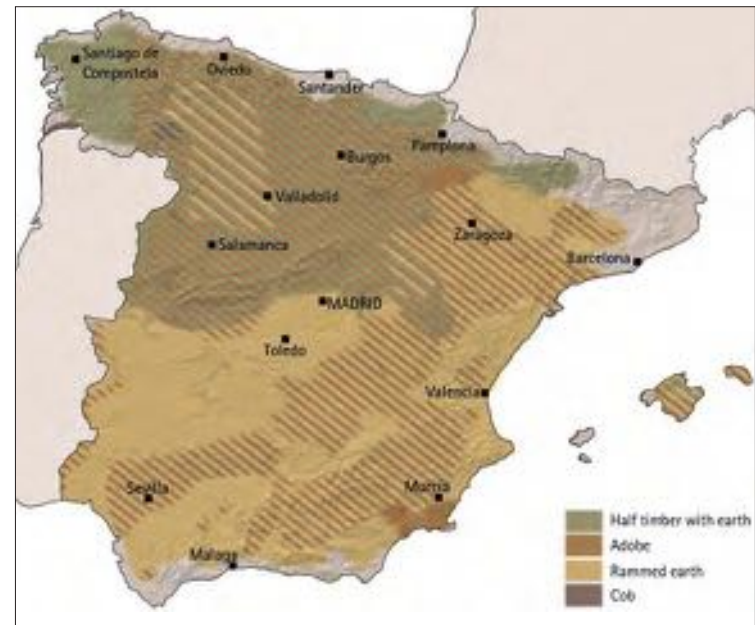 Santiago de
Compostela
Oviedo
Santander
Pamplona
Burgos
Valladolid
Zaragoza
Salamanca
Barcelona
MADRID
Toledo
Valencia
Sevilla
Murcia
Malaga
Half timber with earth
Adobe
Rammed earth
Cob